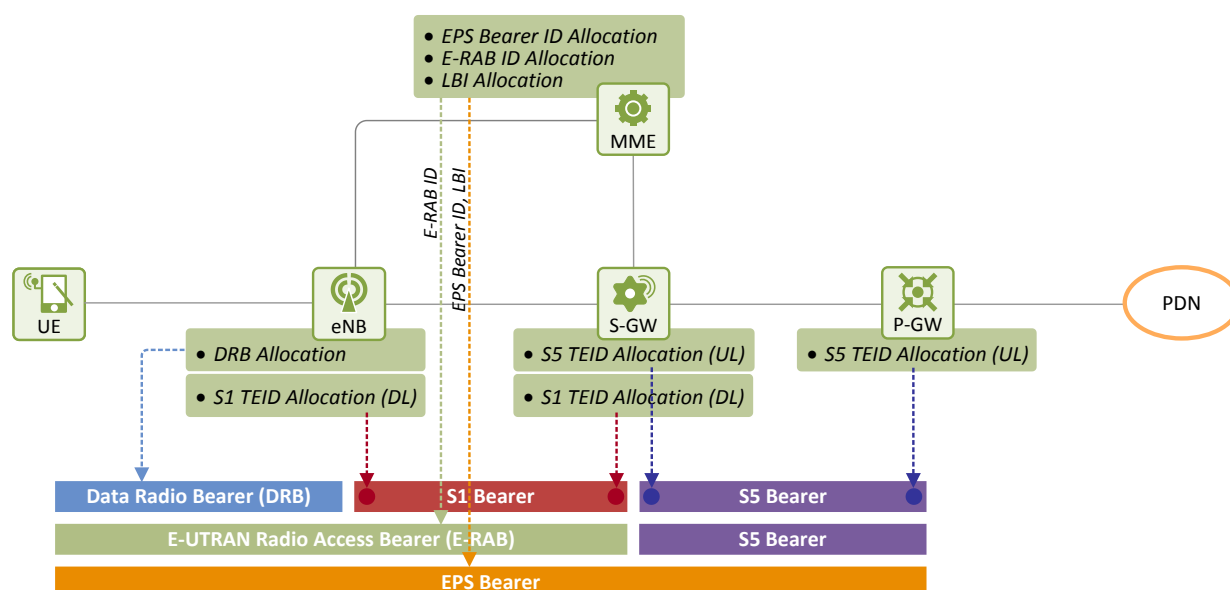 EPS Bearer ID Allocation
E-RAB ID Allocation
LBI Allocation
MME
E-RAB ID
EPS Bearer ID, LBI
UE
eNB
S-GW
P-GW
PDN
DRB Allocation
S1 TEID Allocation (DL)
S5 TEID Allocation (UL)
S1 TEID Allocation (DL)
S5 TEID Allocation (UL)
Data Radio Bearer (DRB)
S1 Bearer
S5 Bearer
E-UTRAN Radio Access Bearer (E-RAB)
S5 Bearer
EPS Bearer